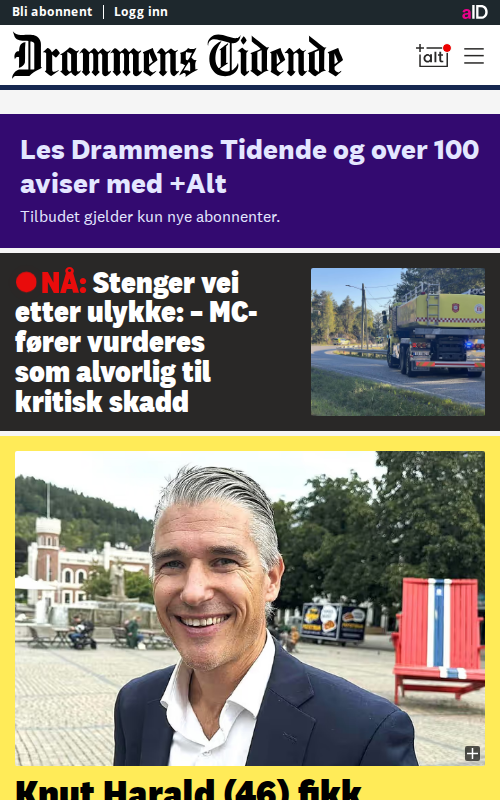 Bli abonnent | Logg inn
aID
Drammens Tidende
+alt
Les Drammens Tidende og over 100
aviser med +Alt
Tilbudet gjelder kun nye abonnenter.
NÅ: Stenger vei
etter ulykke: – MC-
fører vurderes
som alvorlig til
kritisk skadd
Knut Harald (46) fikk